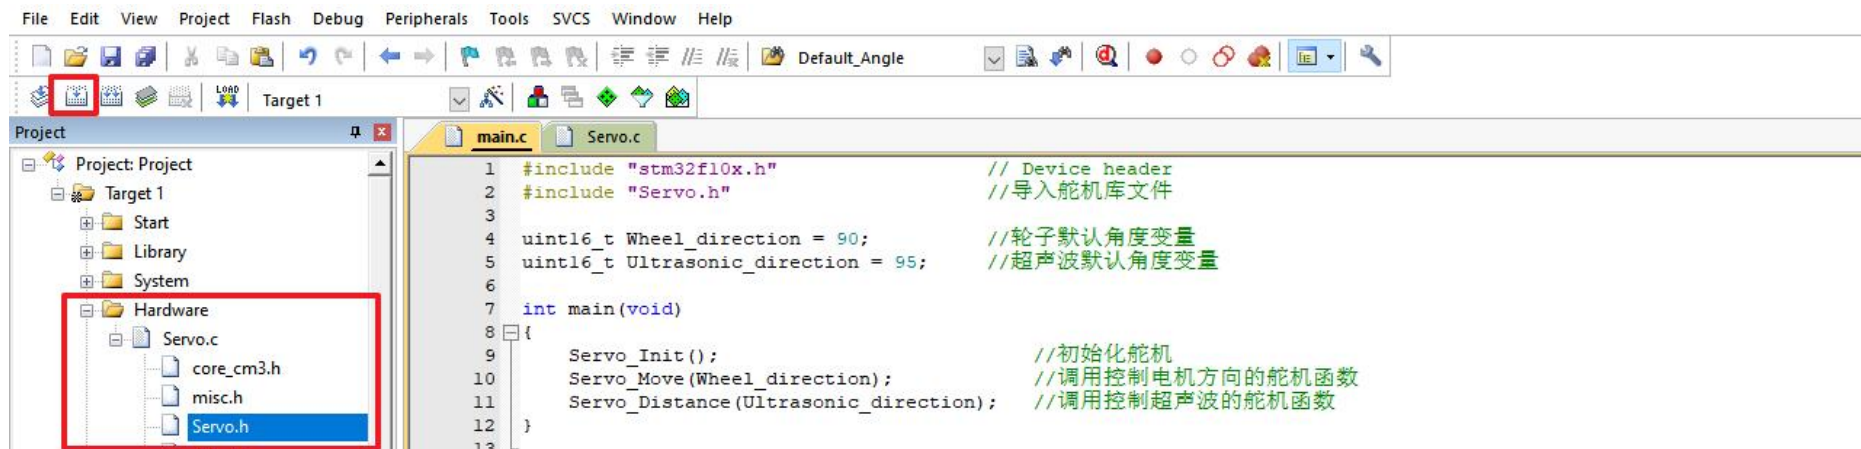 File Edit View Project Flash Debug Peripherals Tools SVCS Window Help
Default_Angle
LOAD Target 1
Project
main.c Servo.c
Project: Project
Target 1
Start
Library
System
Hardware
Servo.c
core_cm3.h
misc.h
Servo.h
1 #include "stm32f10x.h" // Device header
2 #include "Servo.h" //导入舵机库文件
3
4 uint16_t Wheel_direction = 90; //轮子默认角度变量
5 uint16_t Ultrasonic_direction = 95; //超声波默认角度变量
6
7 int main(void)
8 {
9 Servo_Init(); //初始化舵机
10 Servo_Move(Wheel_direction); //调用控制电机方向的舵机函数
11 Servo_Distance(Ultrasonic_direction); //调用控制超声波的舵机函数
12 }
13